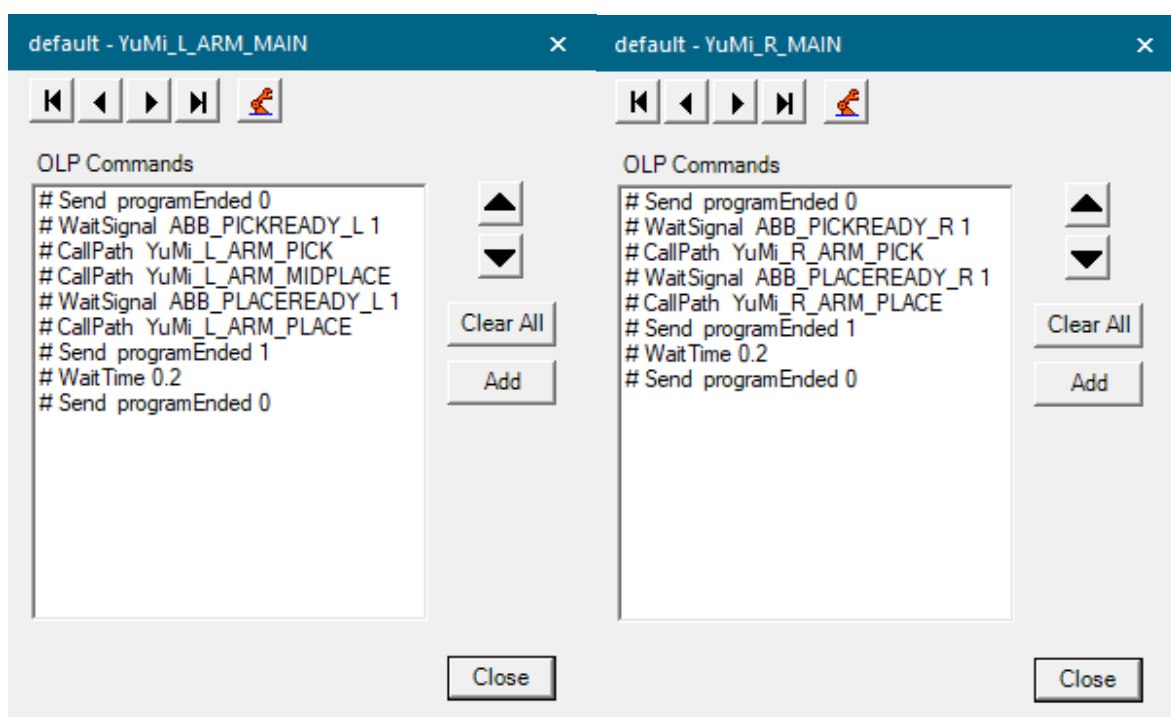 default - YuMi_L_ARM_MAIN
OLP Commands
# Send programEnded 0
# WaitSignal ABB_PICKREADY_L 1
# CallPath YuMi_L_ARM_PICK
# CallPath YuMi_L_ARM_MIDPLACE
# WaitSignal ABB_PLACEREADY_L 1
# CallPath YuMi_L_ARM_PLACE
# Send programEnded 1
# WaitTime 0.2
# Send programEnded 0
Clear All
Add
Close
default - YuMi_R_MAIN
OLP Commands
# Send programEnded 0
# WaitSignal ABB_PICKREADY_R 1
# CallPath YuMi_R_ARM_PICK
# WaitSignal ABB_PLACEREADY_R 1
# CallPath YuMi_R_ARM_PLACE
# Send programEnded 1
# WaitTime 0.2
# Send programEnded 0
Clear All
Add
Close